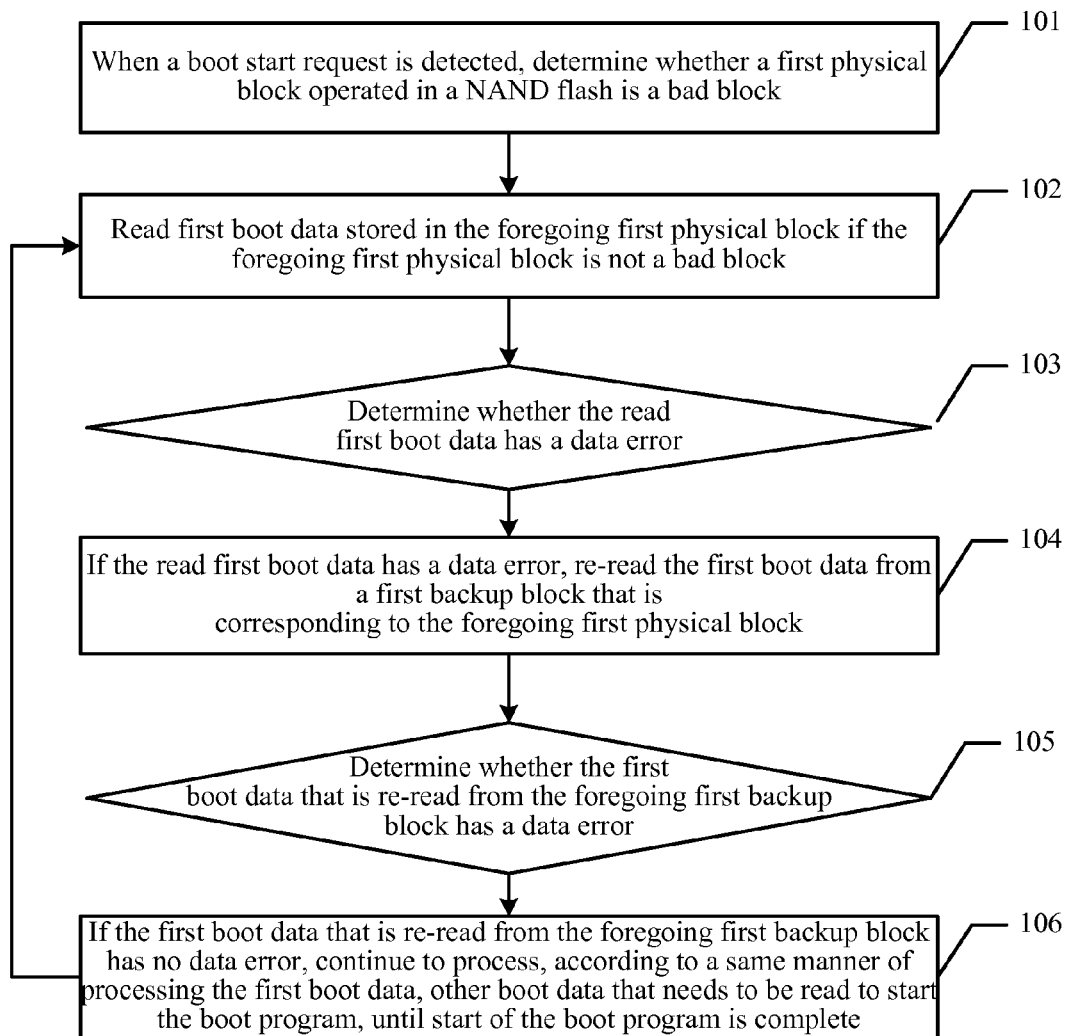 101
When a boot start request is detected, determine whether a first physical
block operated in a NAND flash is a bad block
102
Read first boot data stored in the foregoing first physical block if the
foregoing first physical block is not a bad block
103
Determine whether the read
first boot data has a data error
104
If the read first boot data has a data error, re-read the first boot data from
a first backup block that is
corresponding to the foregoing first physical block
105
Determine whether the first
boot data that is re-read from the foregoing first backup
block has a data error
106
If the first boot data that is re-read from the foregoing first backup block
has no data error, continue to process, according to a same manner of
processing the first boot data, other boot data that needs to be read to start
the boot program, until start of the boot program is complete